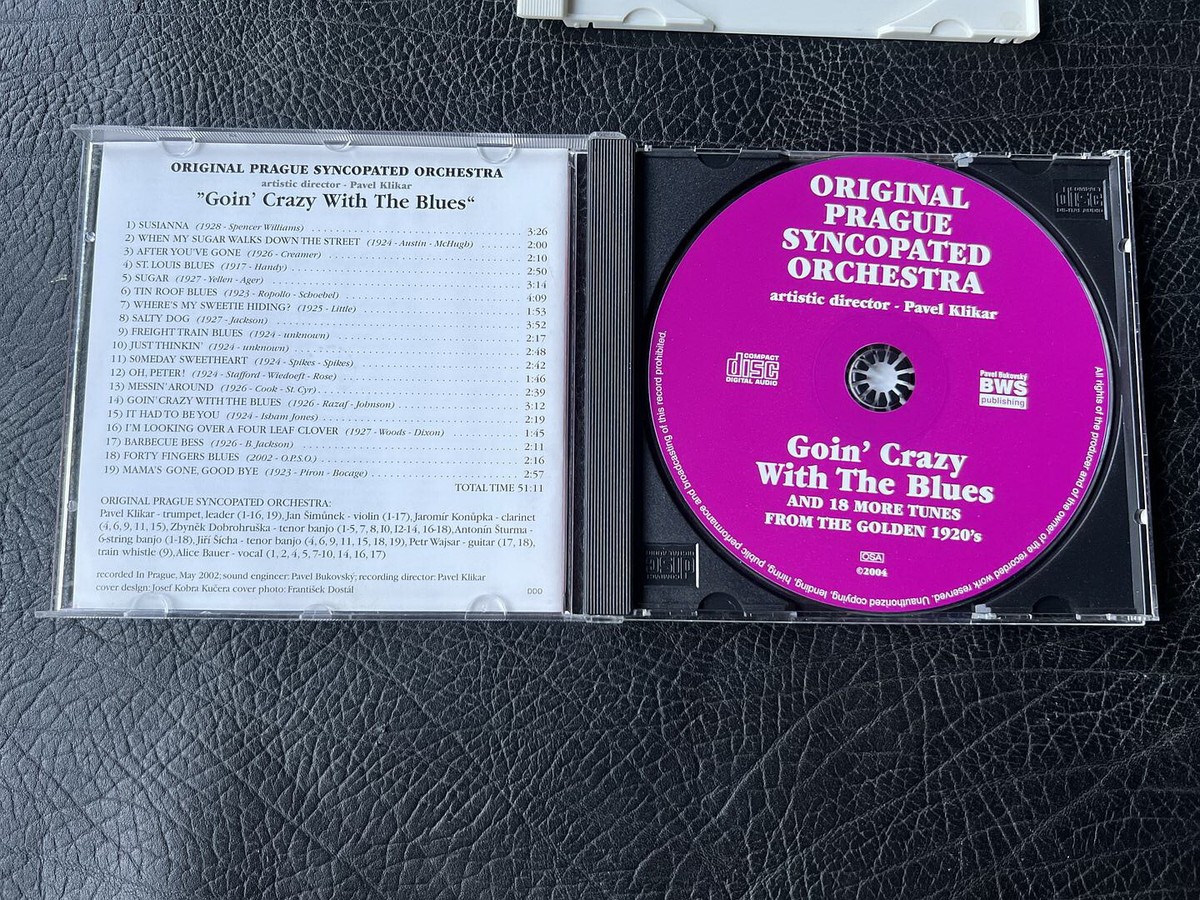 ORIGINAL PRAGUE SYNCOPATED ORCHESTRA
artistic director - Pavel Klikar
”Goin’ Crazy With The Blues“
1) SUSIANNA (1928 - Spencer Williams) 3:26
2) WHEN MY SUGAR WALKS DOWN THE STREET (1924 - Austin - McHugh) 2:00
3) AFTER YOU'VE GONE (1926 - Creamer) 2:10
4) ST. LOUIS BLUES (1917 - Handy) 2:50
5) SUGAR (1927 - Yellen - Ager) 3:14
6) TIN ROOF BLUES (1923 - Ropollo - Schoebel) 4:09
7) WHERE'S MY SWEETIE HIDING? (1925 - Little) 1:53
8) SALTY DOG (1927 - Jackson) 3:52
9) FREIGHT TRAIN BLUES (1924 - unknown) 2:17
10) JUST THINKIN' (1924 - unknown) 2:48
11) S0MEDAY SWEETHEART (1924 - Spikes - Spikes) 2:42
12) OH, PETER! (1924 - Stafford - Wiedoeft - Rose) 1:46
13) MESSIN' AROUND (1926 - Cook - St. Cyr) 2:39
14) GOIN' CRAZY WITH THE BLUES (1926 - Razaf - Johnson) 3:12
15) IT HAD TO BE YOU (1924 - Isham Jones) 2:19
16) I'M LOOKING OVER A FOUR LEAF CLOVER (1927 - Woods - Dixon) 1:45
17) BARBECUE BESS (1926 - B. Jackson) 2:11
18) FORTY FINGERS BLUES (2002 - O.P.S.O.) 2:16
19) MAMA'S GONE, GOOD BYE (1923 - Piron - Bocage) 2:57
TOTAL TIME 51:11
ORIGINAL PRAGUE SYNCOPATED ORCHESTRA:
Pavel Klikar - trumpet, leader (1-16, 19), Jan Šimůnek - violin (1-17), Jaromír Konůpka - clarinet
(4, 6, 9, 11, 15), Zbyněk Dobrohruška - tenor banjo (1-5, 7, 8, 10, 12-14, 16-18), Antonín Šturma -
6-string banjo (1-18), Jiří Šícha - tenor banjo (4, 6, 9, 11, 15, 18, 19), Petr Wajsar - guitar (17, 18),
train whistle (9), Alice Bauer - vocal (1, 2, 4, 5, 7-10, 14, 16, 17)
recorded In Prague, May 2002; sound engineer: Pavel Bukovský; recording director: Pavel Klikar
cover design: Josef Kobra Kučera cover photo: František Dostál
DDD
ORIGINAL
PRAGUE
SYNCOPATED
ORCHESTRA
artistic director - Pavel Klikar
COMPACT
disc
DIGITAL AUDIO
Pavel Bukovský
BWS
publishing
Goin’ Crazy
With The Blues
AND 18 MORE TUNES
FROM THE GOLDEN 1920’s
OSA
©2004
All rights of the producer and of the owner of the recorded work reserved. Unauthorized copying, hiring, lending, public performance and broadcasting of this record prohibited.
COMPACT
disc
DIGITAL AUDIO
COMPACT
disc
DIGITAL AUDIO